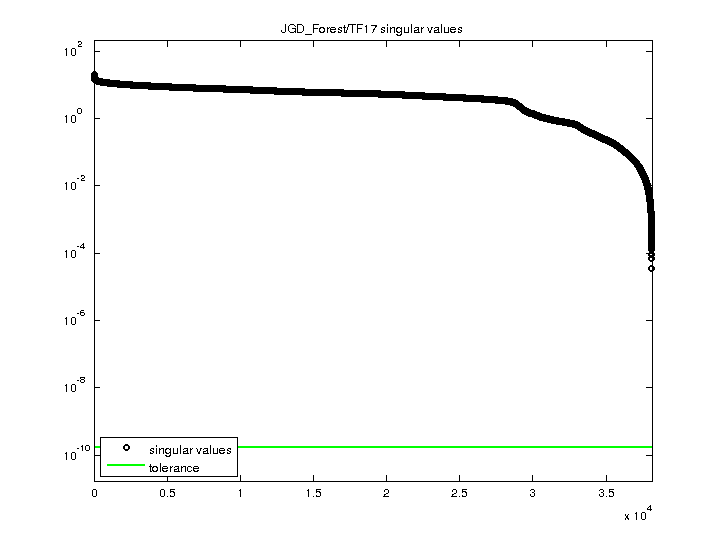 JGD_Forest/TF17 singular values
10^2
10^0
10^-2
10^-4
10^-6
10^-8
10^-10
singular values
tolerance
0 0.5 1 1.5 2 2.5 3 3.5
x 10^4